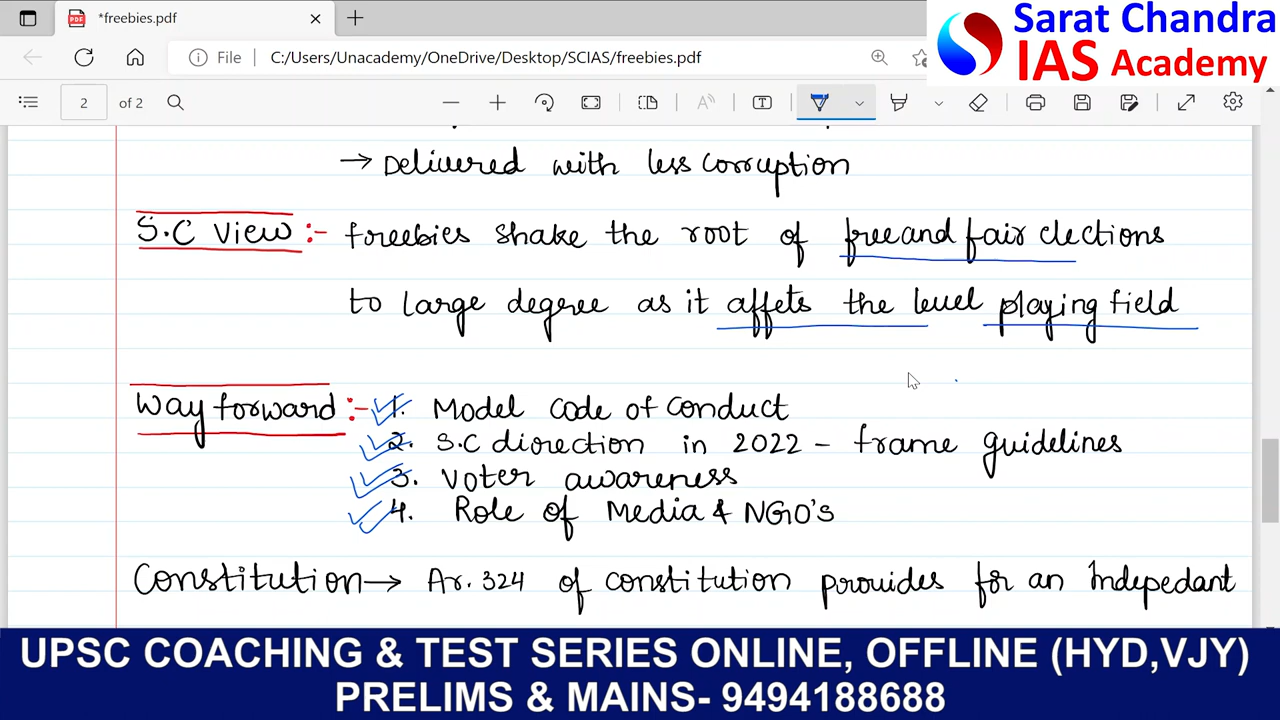 *freebies.pdf
Sarat Chandra
IAS Academy
File C:/Users/Unacademy/OneDrive/Desktop/SCIAS/freebies.pdf
2 of 2
→ Delivered with less corruption
S.C View :- freebies shake the root of free and fair elections
to large degree as it affets the level playing field
Way forward :- 1. Model Code of Conduct
2. S.C direction in 2022 - frame guidelines
3. Voter awareness
4. Role of Media & NGO's
Constitution → Ar. 324 of constitution provides for an Indepedant
UPSC COACHING & TEST SERIES ONLINE, OFFLINE (HYD,VJY)
PRELIMS & MAINS- 9494188688